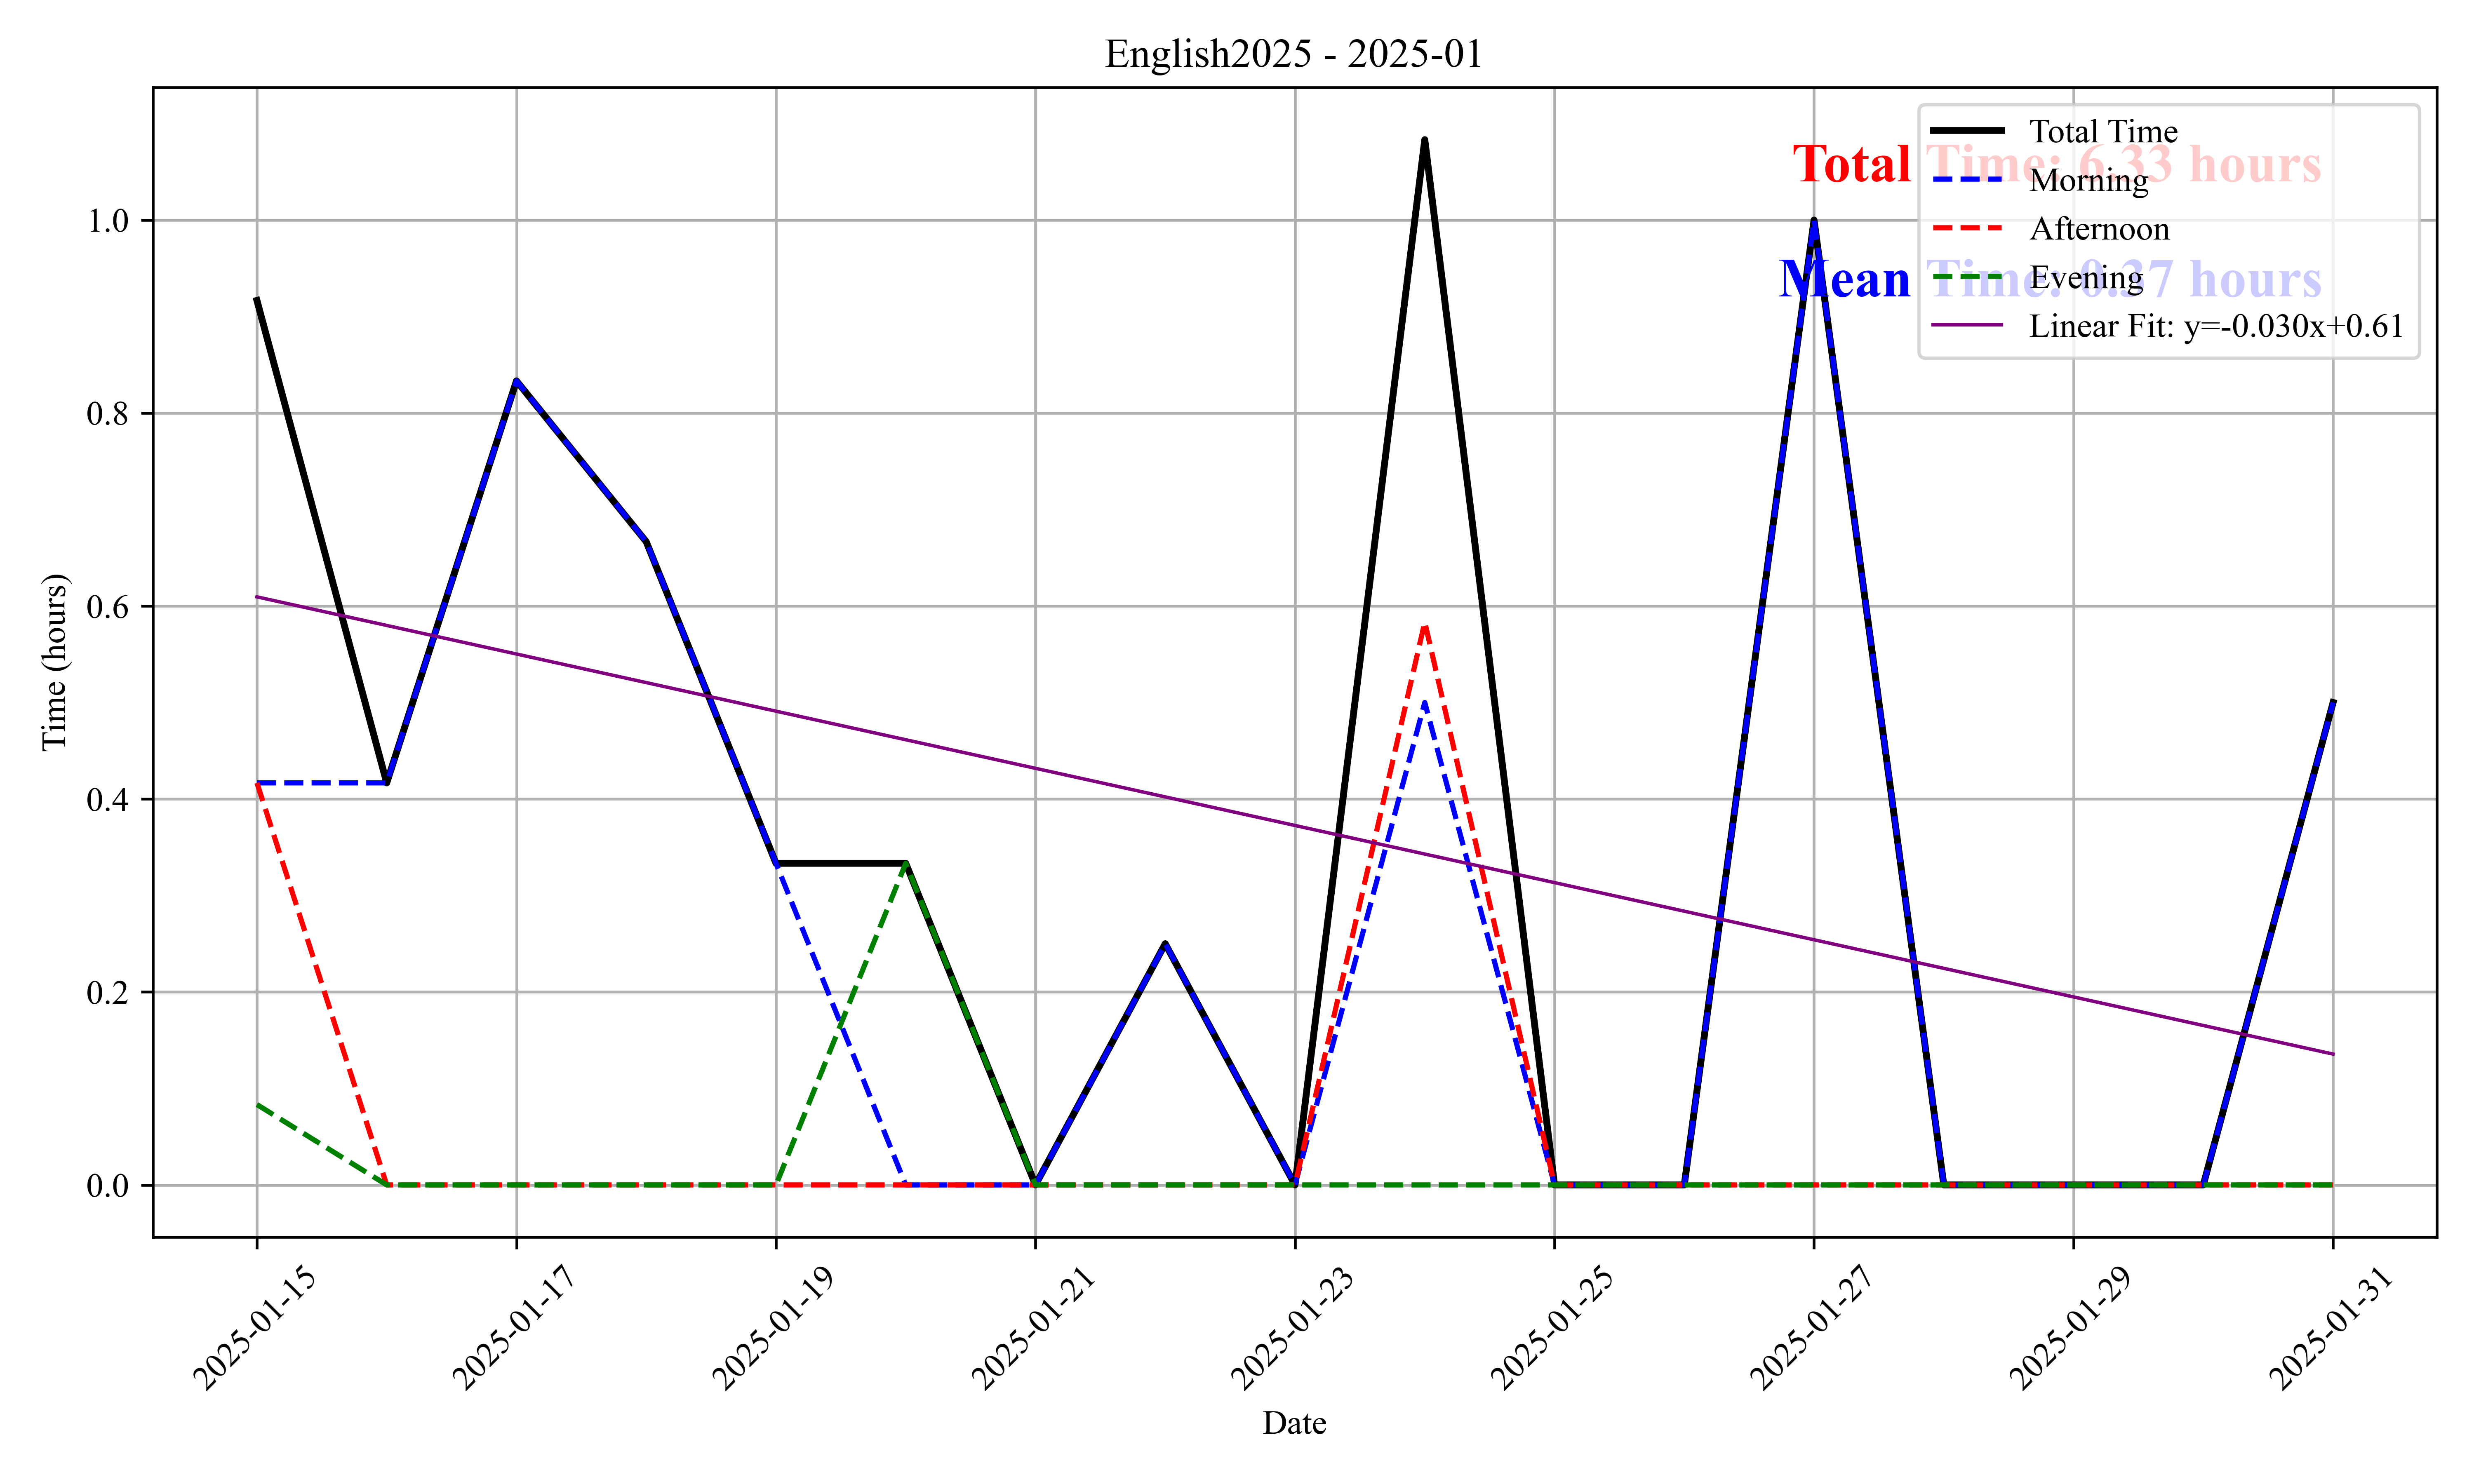 English2025 - 2025-01
Total Time: 6.33 hours
Mean Time: 0.37 hours
Total Time
Morning
Afternoon
Evening
Linear Fit: y=-0.030x+0.61
Time (hours)
1.0
0.8
0.6
0.4
0.2
0.0
2025-01-15
2025-01-17
2025-01-19
2025-01-21
2025-01-23
2025-01-25
2025-01-27
2025-01-29
2025-01-31
Date